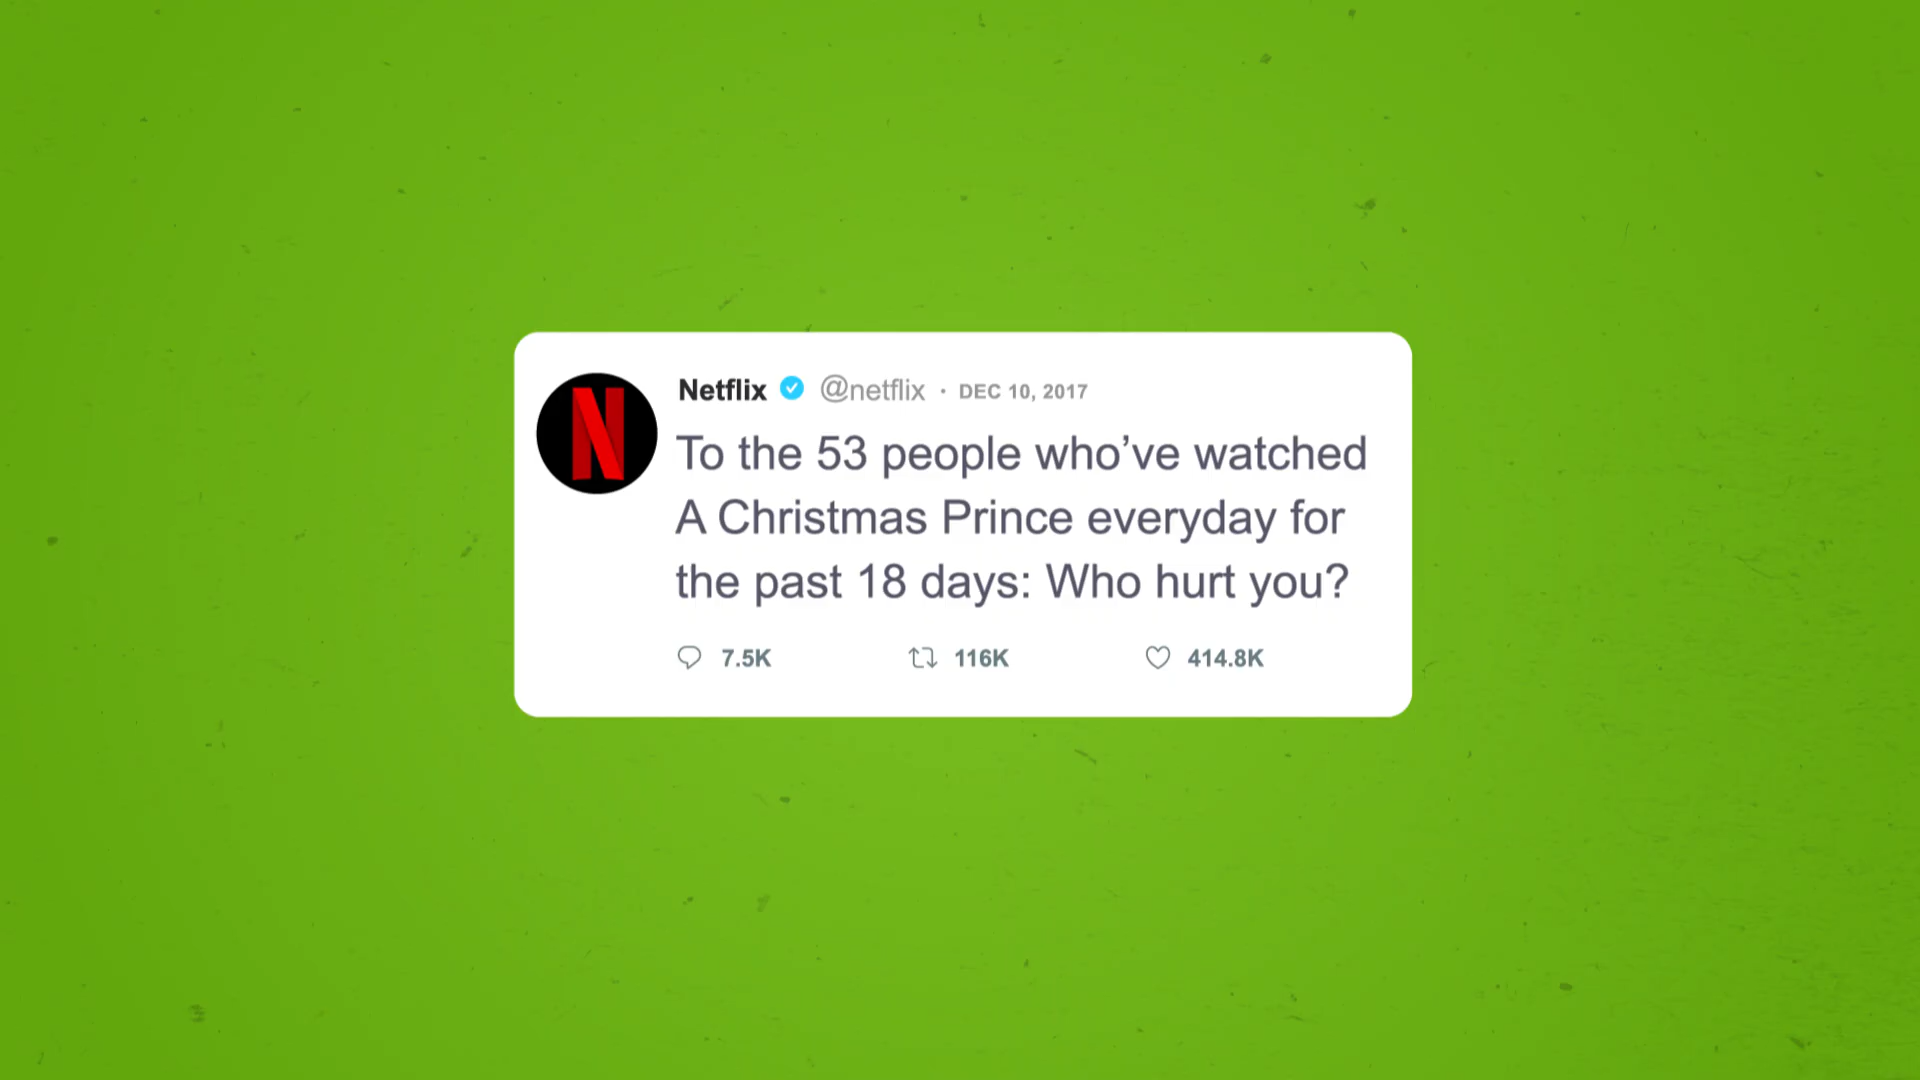 Netflix @netflix · DEC 10, 2017
To the 53 people who’ve watched
A Christmas Prince everyday for
the past 18 days: Who hurt you?
7.5K 116K 414.8K